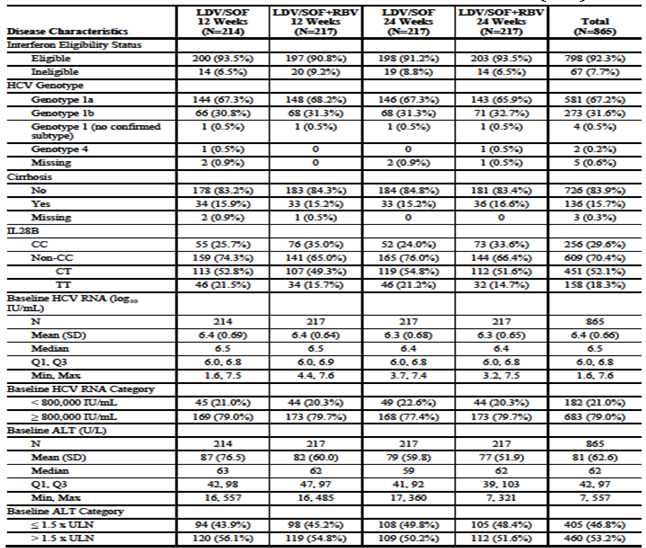 LDV/SOF LDV/SOF+RBV LDV/SOF LDV/SOF+RBV
12 Weeks 12 Weeks 24 Weeks 24 Weeks Total
Disease Characteristics (N=214) (N=217) (N=217) (N=217) (N=865)
Interferon Eligibility Status
Eligible 200 (93.5%) 197 (90.8%) 198 (91.2%) 203 (93.5%) 798 (92.3%)
Ineligible 14 (6.5%) 20 (9.2%) 19 (8.8%) 14 (6.5%) 67 (7.7%)
HCV Genotype
Genotype 1a 144 (67.3%) 148 (68.2%) 146 (67.3%) 143 (65.9%) 581 (67.2%)
Genotype 1b 66 (30.8%) 68 (31.3%) 68 (31.3%) 71 (32.7%) 273 (31.6%)
Genotype 1 (no confirmed 1 (0.5%) 1 (0.5%) 1 (0.5%) 1 (0.5%) 4 (0.5%)
subtype)
Genotype 4 1 (0.5%) 0 0 1 (0.5%) 2 (0.2%)
Missing 2 (0.9%) 0 2 (0.9%) 1 (0.5%) 5 (0.6%)
Cirrhosis
No 178 (83.2%) 183 (84.3%) 184 (84.8%) 181 (83.4%) 726 (83.9%)
Yes 34 (15.9%) 33 (15.2%) 33 (15.2%) 36 (16.6%) 136 (15.7%)
Missing 2 (0.9%) 1 (0.5%) 0 0 3 (0.3%)
IL28B
CC 55 (25.7%) 76 (35.0%) 52 (24.0%) 73 (33.6%) 256 (29.6%)
Non-CC 159 (74.3%) 141 (65.0%) 165 (76.0%) 144 (66.4%) 609 (70.4%)
CT 113 (52.8%) 107 (49.3%) 119 (54.8%) 112 (51.6%) 451 (52.1%)
TT 46 (21.5%) 34 (15.7%) 46 (21.2%) 32 (14.7%) 158 (18.3%)
Baseline HCV RNA (log₁₀
IU/mL)
N 214 217 217 217 865
Mean (SD) 6.4 (0.69) 6.4 (0.64) 6.3 (0.68) 6.3 (0.65) 6.4 (0.66)
Median 6.5 6.5 6.4 6.4 6.5
Q1, Q3 6.0, 6.8 6.0, 6.9 6.0, 6.8 6.0, 6.8 6.0, 6.8
Min, Max 1.6, 7.5 4.4, 7.6 3.7, 7.4 3.2, 7.5 1.6, 7.6
Baseline HCV RNA Category
< 800,000 IU/mL 45 (21.0%) 44 (20.3%) 49 (22.6%) 44 (20.3%) 182 (21.0%)
≥ 800,000 IU/mL 169 (79.0%) 173 (79.7%) 168 (77.4%) 173 (79.7%) 683 (79.0%)
Baseline ALT (U/L)
N 214 217 217 217 865
Mean (SD) 87 (76.5) 82 (60.0) 79 (59.8) 77 (51.9) 81 (62.6)
Median 63 62 59 62 62
Q1, Q3 42, 98 47, 97 41, 92 39, 103 42, 97
Min, Max 16, 557 16, 485 17, 360 7, 321 7, 557
Baseline ALT Category
≤ 1.5 x ULN 94 (43.9%) 98 (45.2%) 108 (49.8%) 105 (48.4%) 405 (46.8%)
> 1.5 x ULN 120 (56.1%) 119 (54.8%) 109 (50.2%) 112 (51.6%) 460 (53.2%)